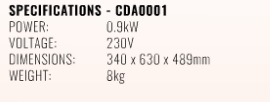 SPECIFICATIONS - CDA0001
POWER: 0.9kW
VOLTAGE: 230V
DIMENSIONS: 340 x 630 x 489mm
WEIGHT: 8kg